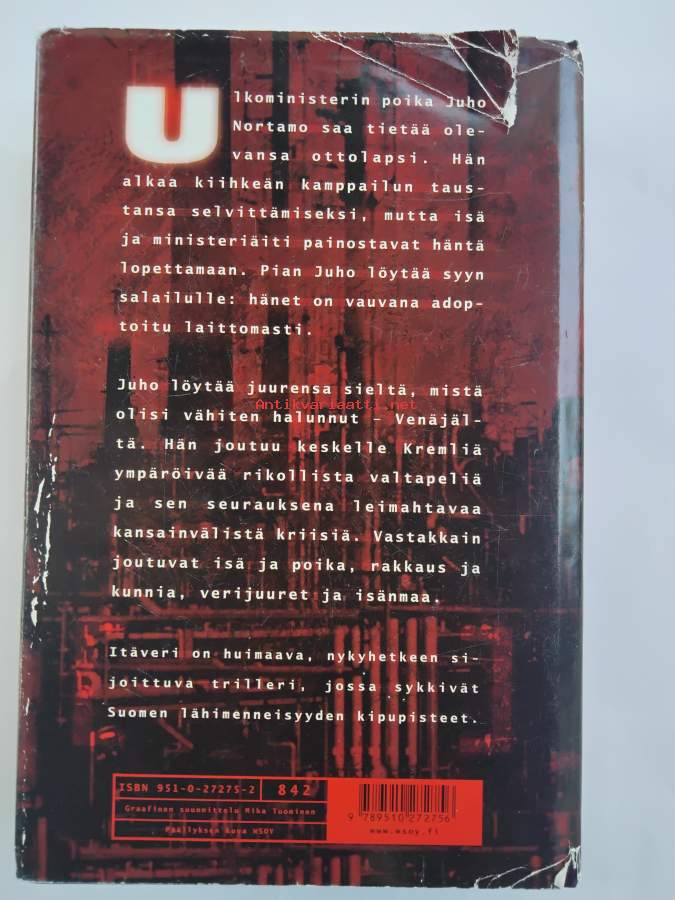 Ulkoministerin poika Juho
Nortamo saa tietää ole-
vansa ottolapsi. Hän
alkaa kiihkeän kamppailun taus-
tansa selvittämiseksi, mutta isä
ja ministeriäiti painostavat häntä
lopettamaan. Pian Juho löytää syyn
salailulle: hänet on vauvana adop-
toitu laittomasti.
Juho löytää juurensa sieltä, mistä
Antikvariaatti.net
olisi vähiten halunnut – Venäjäl-
tä. Hän joutuu keskelle Kremliä
ympäröivää rikollista valtapeliä
ja sen seurauksena leimahtavaa
kansainvälistä kriisiä. Vastakkain
joutuvat isä ja poika, rakkaus ja
kunnia, verijuuret ja isänmaa.
Itäveri on huimaava, nykyhetkeen si-
joittuva trilleri, jossa sykkivät
Suomen lähimenneisyyden kipupisteet.
ISBN 951-0-27275-2 842
Graafinen suunnittelu Mika Tuominen
Päällyksen kuva WSOY
9 789510 272756
www.wsoy.fi